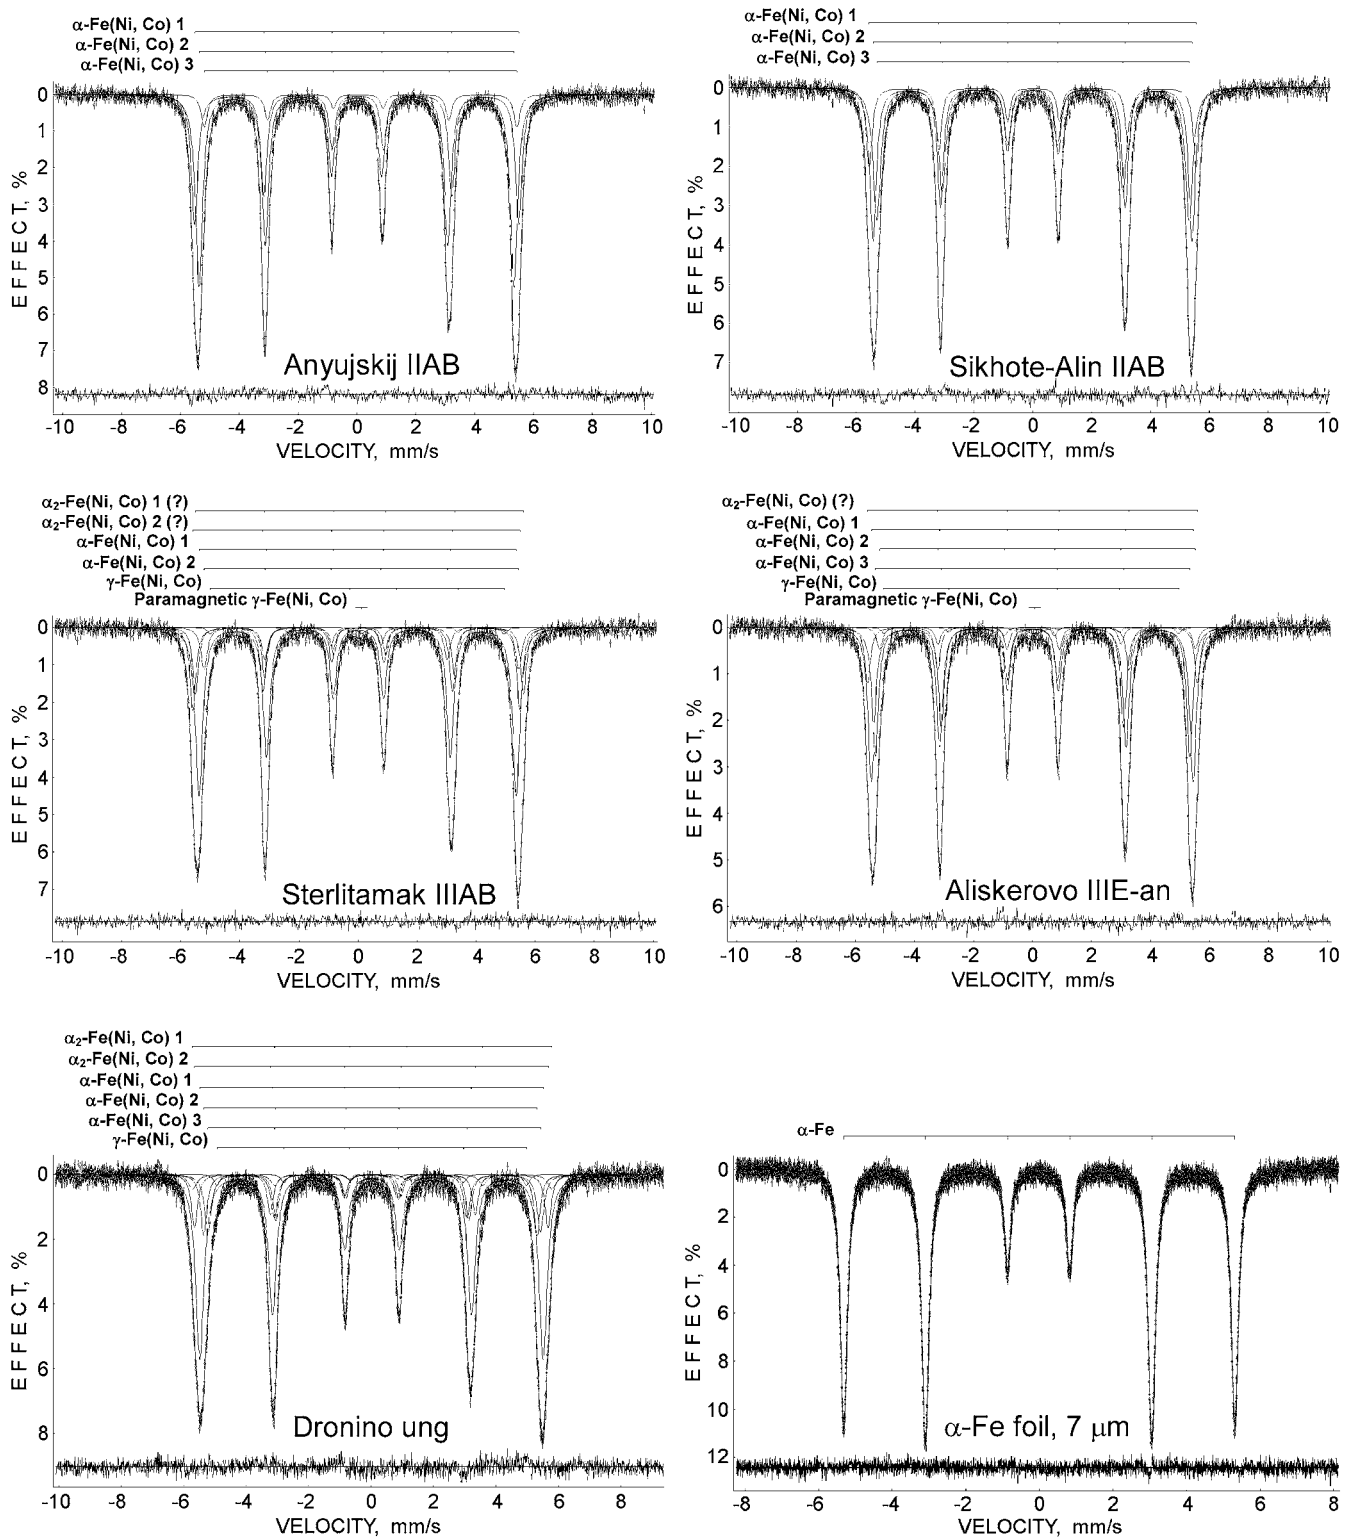 α-Fe(Ni, Co) 1
α-Fe(Ni, Co) 2
α-Fe(Ni, Co) 3
0
1
2
3
4
5
6
7
8
EFFECT, %
Anyujskij IIAB
-10 -8 -6 -4 -2 0 2 4 6 8 10
VELOCITY, mm/s
α-Fe(Ni, Co) 1
α-Fe(Ni, Co) 2
α-Fe(Ni, Co) 3
0
1
2
3
4
5
6
7
EFFECT, %
Sikhote-Alin IIAB
-10 -8 -6 -4 -2 0 2 4 6 8 10
VELOCITY, mm/s
α₂-Fe(Ni, Co) 1 (?)
α₂-Fe(Ni, Co) 2 (?)
α-Fe(Ni, Co) 1
α-Fe(Ni, Co) 2
γ-Fe(Ni, Co)
Paramagnetic γ-Fe(Ni, Co)
0
1
2
3
4
5
6
7
EFFECT, %
Sterlitamak IIIAB
-10 -8 -6 -4 -2 0 2 4 6 8 10
VELOCITY, mm/s
α₂-Fe(Ni, Co) (?)
α-Fe(Ni, Co) 1
α-Fe(Ni, Co) 2
α-Fe(Ni, Co) 3
γ-Fe(Ni, Co)
Paramagnetic γ-Fe(Ni, Co)
0
1
2
3
4
5
6
EFFECT, %
Aliskerovo IIIE-an
-10 -8 -6 -4 -2 0 2 4 6 8 10
VELOCITY, mm/s
α₂-Fe(Ni, Co) 1
α₂-Fe(Ni, Co) 2
α-Fe(Ni, Co) 1
α-Fe(Ni, Co) 2
α-Fe(Ni, Co) 3
γ-Fe(Ni, Co)
0
2
4
6
8
EFFECT, %
Dronino ung
-10 -8 -6 -4 -2 0 2 4 6 8
VELOCITY, mm/s
α-Fe
0
2
4
6
8
10
12
EFFECT, %
α-Fe foil, 7 μm
-8 -6 -4 -2 0 2 4 6 8
VELOCITY, mm/s